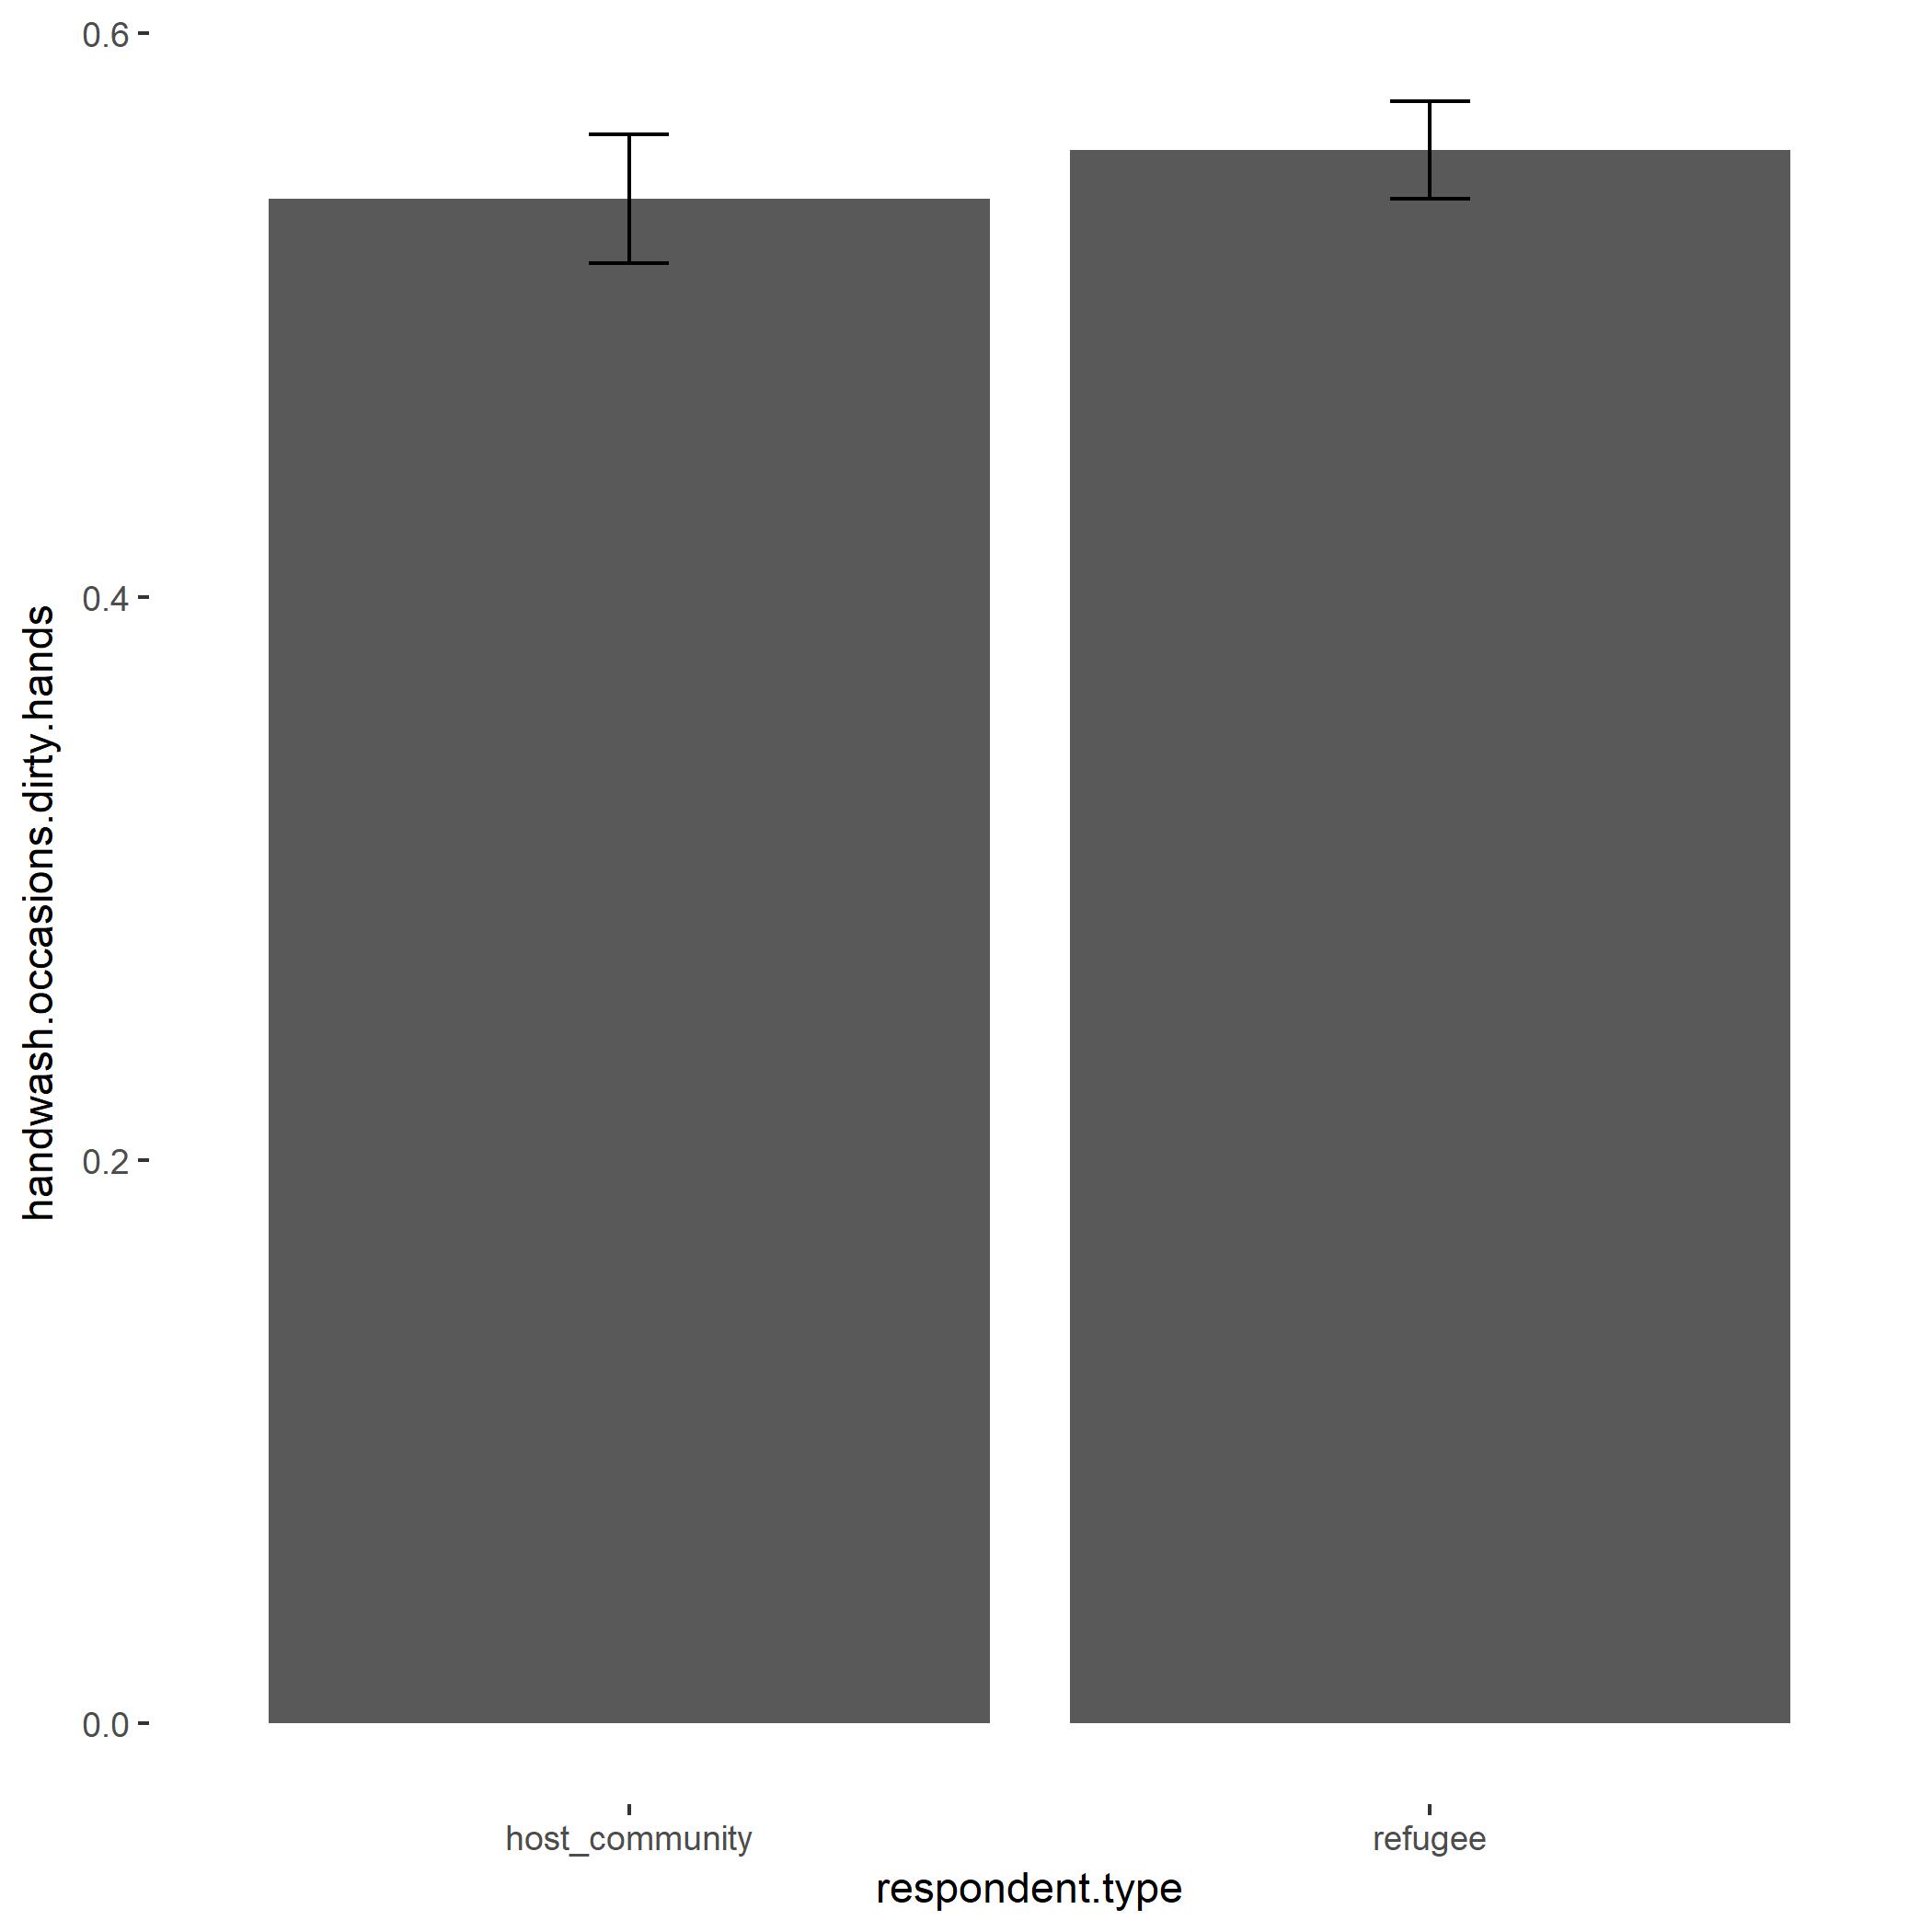 0.6
0.4
0.2
0.0
handwash.occasions.dirty.hands
host_community
refugee
respondent.type